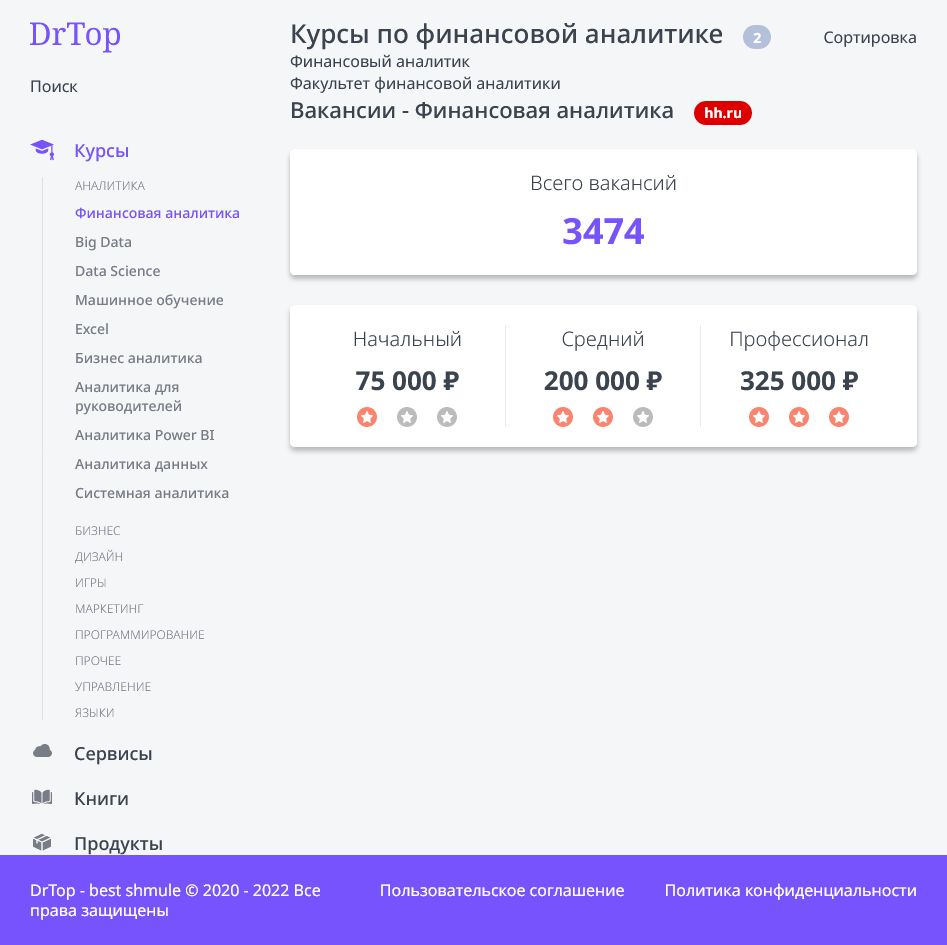 DrTop
Поиск
Курсы
АНАЛИТИКА
Финансовая аналитика
Big Data
Data Science
Машинное обучение
Excel
Бизнес аналитика
Аналитика для
руководителей
Аналитика Power BI
Аналитика данных
Системная аналитика
БИЗНЕС
ДИЗАЙН
ИГРЫ
МАРКЕТИНГ
ПРОГРАММИРОВАНИЕ
ПРОЧЕЕ
УПРАВЛЕНИЕ
ЯЗЫКИ
Сервисы
Книги
Продукты
Курсы по финансовой аналитике 2
Сортировка
Финансовый аналитик
Факультет финансовой аналитики
Вакансии - Финансовая аналитика hh.ru
Всего вакансий
3474
Начальный
75 000 ₽
Средний
200 000 ₽
Профессионал
325 000 ₽
DrTop - best shmule © 2020 - 2022 Все
права защищены
Пользовательское соглашение
Политика конфиденциальности